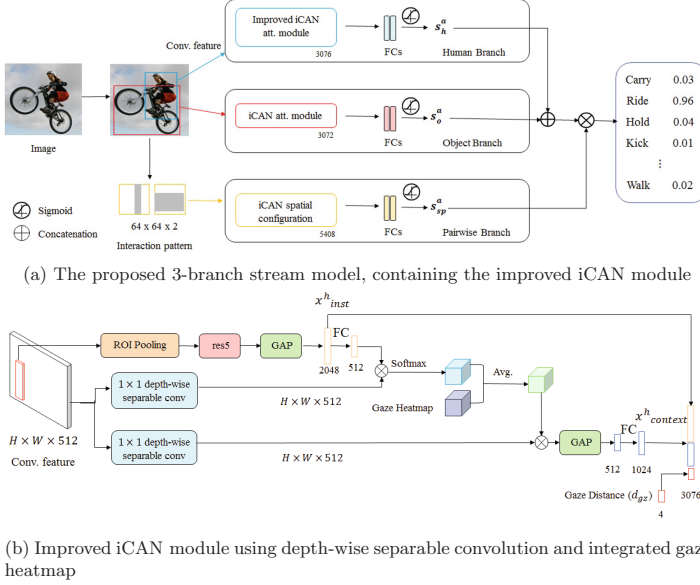 Improved iCAN
att. module
Conv. feature
3076
FCs
s_h^a
Human Branch
iCAN att. module
3072
FCs
s_o^a
Object Branch
Image
iCAN spatial
configuration
5408
FCs
s_sp^a
Pairwise Branch
64 x 64 x 2
Interaction pattern
Sigmoid
Concatenation
Carry 0.03
Ride 0.96
Hold 0.04
Kick 0.01
⋮
Walk 0.02
(a) The proposed 3-branch stream model, containing the improved iCAN module
x^h_inst
ROI Pooling
res5
GAP
FC
2048
512
Softmax
1 × 1 depth-wise
separable conv
H × W × 512
Gaze Heatmap
Avg.
1 × 1 depth-wise
separable conv
H × W × 512
H × W × 512
Conv. feature
GAP
FC
512
1024
x^h_context
Gaze Distance (d_gz)
4
3076
(b) Improved iCAN module using depth-wise separable convolution and integrated gaz
heatmap